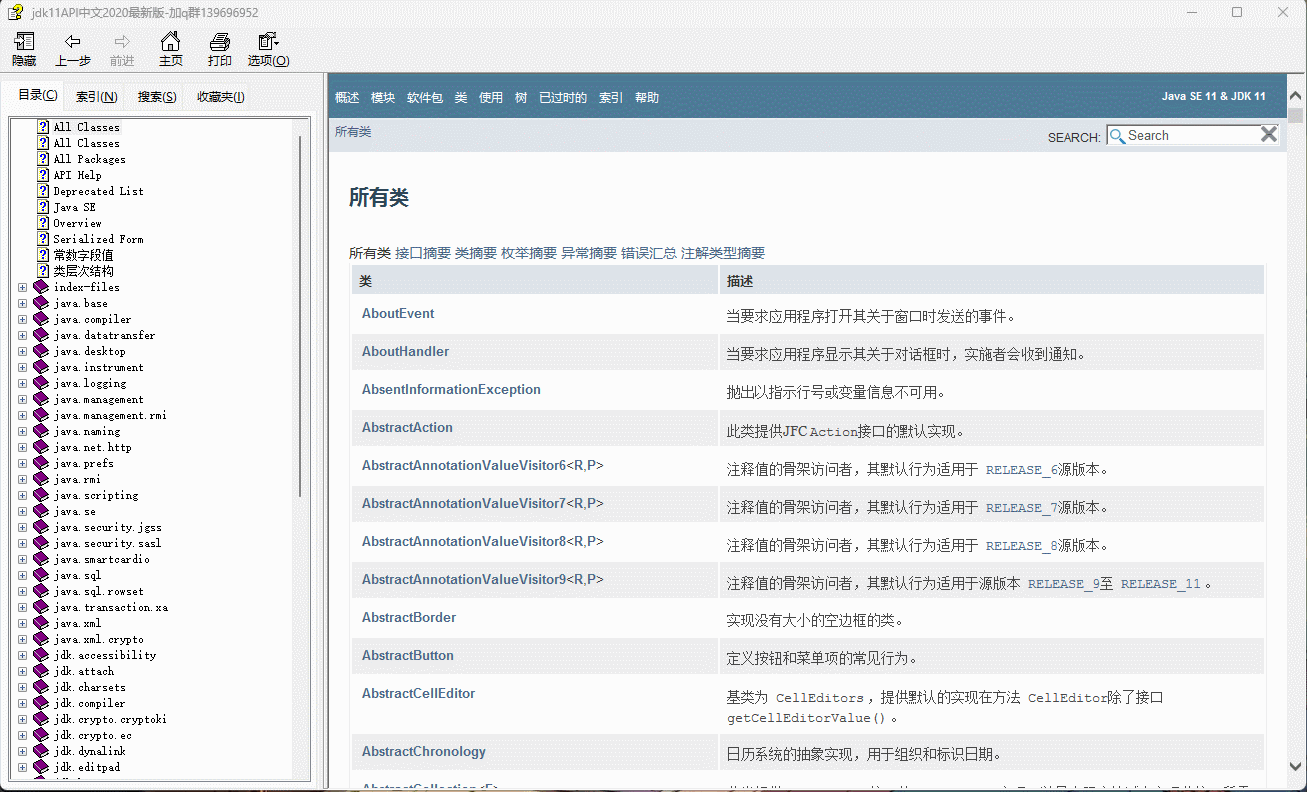 jdk11API中文2020最新版-加q群139696952
隐藏 上一步 前进 主页 打印 选项(O)
目录(C) 索引(N) 搜索(S) 收藏夹(I)
All Classes
All Classes
All Packages
API Help
Deprecated List
Java SE
Overview
Serialized Form
常数字段值
类层次结构
index-files
java.base
java.compiler
java.datatransfer
java.desktop
java.instrument
java.logging
java.management
java.management.rmi
java.naming
java.net.http
java.prefs
java.rmi
java.scripting
java.se
java.security.jgss
java.security.sasl
java.smartcardio
java.sql
java.sql.rowset
java.transaction.xa
java.xml
java.xml.crypto
jdk.accessibility
jdk.attach
jdk.charsets
jdk.compiler
jdk.crypto.cryptoki
jdk.crypto.ec
jdk.dynalink
jdk.editpad
概述 模块 软件包 类 使用 树 已过时的 索引 帮助 Java SE 11 & JDK 11
所有类
SEARCH: Search
所有类
所有类 接口摘要 类摘要 枚举摘要 异常摘要 错误汇总 注解类型摘要
类 描述
AboutEvent 当要求应用程序打开其关于窗口时发送的事件。
AboutHandler 当要求应用程序显示其关于对话框时，实施者会收到通知。
AbsentInformationException 抛出以指示行号或变量信息不可用。
AbstractAction 此类提供JFC Action接口的默认实现。
AbstractAnnotationValueVisitor6<R,P> 注释值的骨架访问者，其默认行为适用于 RELEASE_6源版本。
AbstractAnnotationValueVisitor7<R,P> 注释值的骨架访问者，其默认行为适用于 RELEASE_7源版本。
AbstractAnnotationValueVisitor8<R,P> 注释值的骨架访问者，其默认行为适用于 RELEASE_8源版本。
AbstractAnnotationValueVisitor9<R,P> 注释值的骨架访问者，其默认行为适用于源版本 RELEASE_9至 RELEASE_11 。
AbstractBorder 实现没有大小的空边框的类。
AbstractButton 定义按钮和菜单项的常见行为。
AbstractCellEditor 基类为 CellEditors ，提供默认的实现在方法 CellEditor除了接口
getCellEditorValue() 。
AbstractChronology 日历系统的抽象实现，用于组织和标识日期。